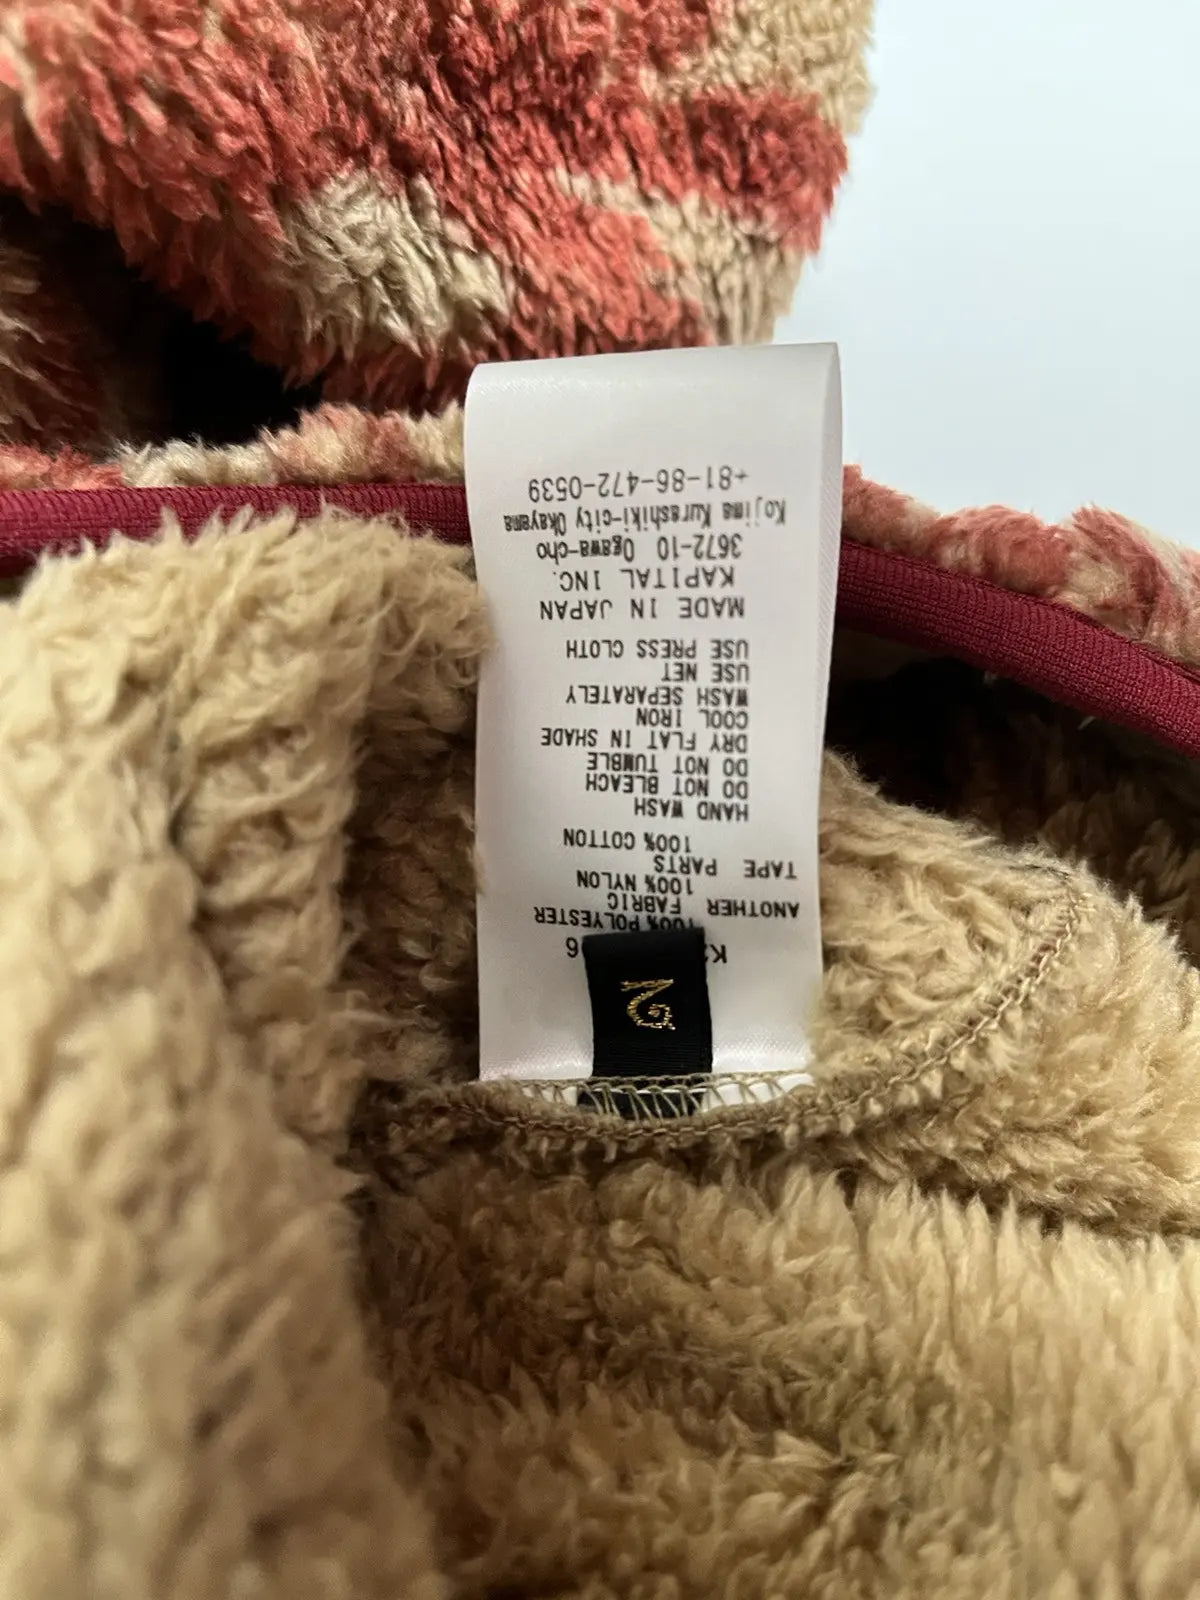 2
100% POLYESTER
ANOTHER FABRIC
100% NYLON
TAPE PARTS
100% COTTON
HAND WASH
DO NOT BLEACH
DO NOT TUMBLE
DRY FLAT IN SHADE
COOL IRON
WASH SEPARATELY
USE NET
USE PRESS CLOTH
MADE IN JAPAN
KAPITAL INC.
3672-10 Ogawa-cho
Kojima Kurashiki-city Okayama
+81-86-472-0539